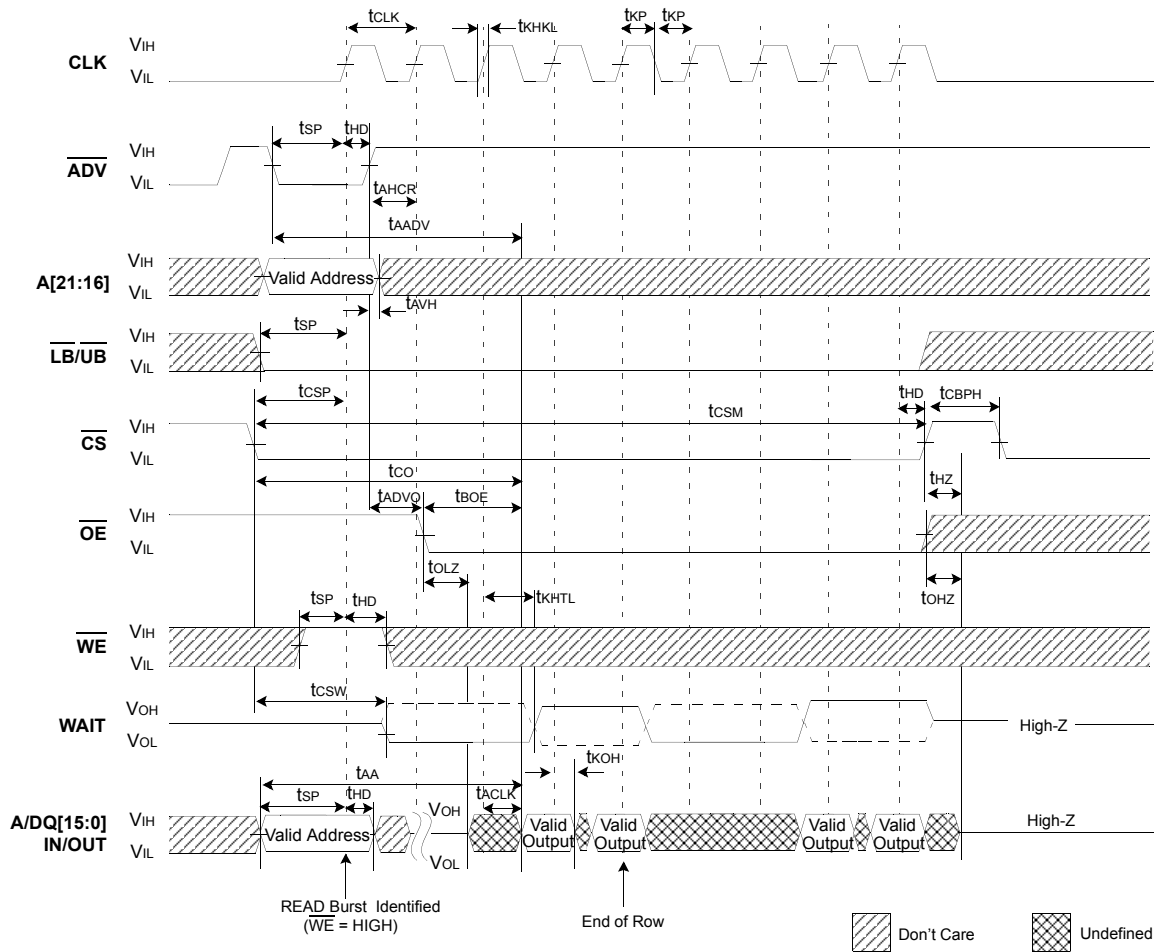 tCLK tKHKL tKP tKP
CLK VIH
VIL
tSP tHD
ADV VIH
VIL
tAHCR
tAADV
A[21:16] VIH
VIL
Valid Address
tAVH
tSP
LB/UB VIH
VIL
tCSP tCSM tHD tCBPH
CS VIH
VIL
tCO tHZ
tADVO tBOE
OE VIH
VIL
tOLZ tOHZ
tSP tHD tKHTL
WE VIH
VIL
tCSW
WAIT VOH
VOL
High-Z
tAA tKOH
tSP tHD tACLK
A/DQ[15:0]
IN/OUT
VIH
VIL
Valid Address
VOH
VOL
Valid
Output
Valid
Output
Valid
Output
Valid
Output
High-Z
READ Burst Identified
(WE = HIGH)
End of Row
Don't Care
Undefined